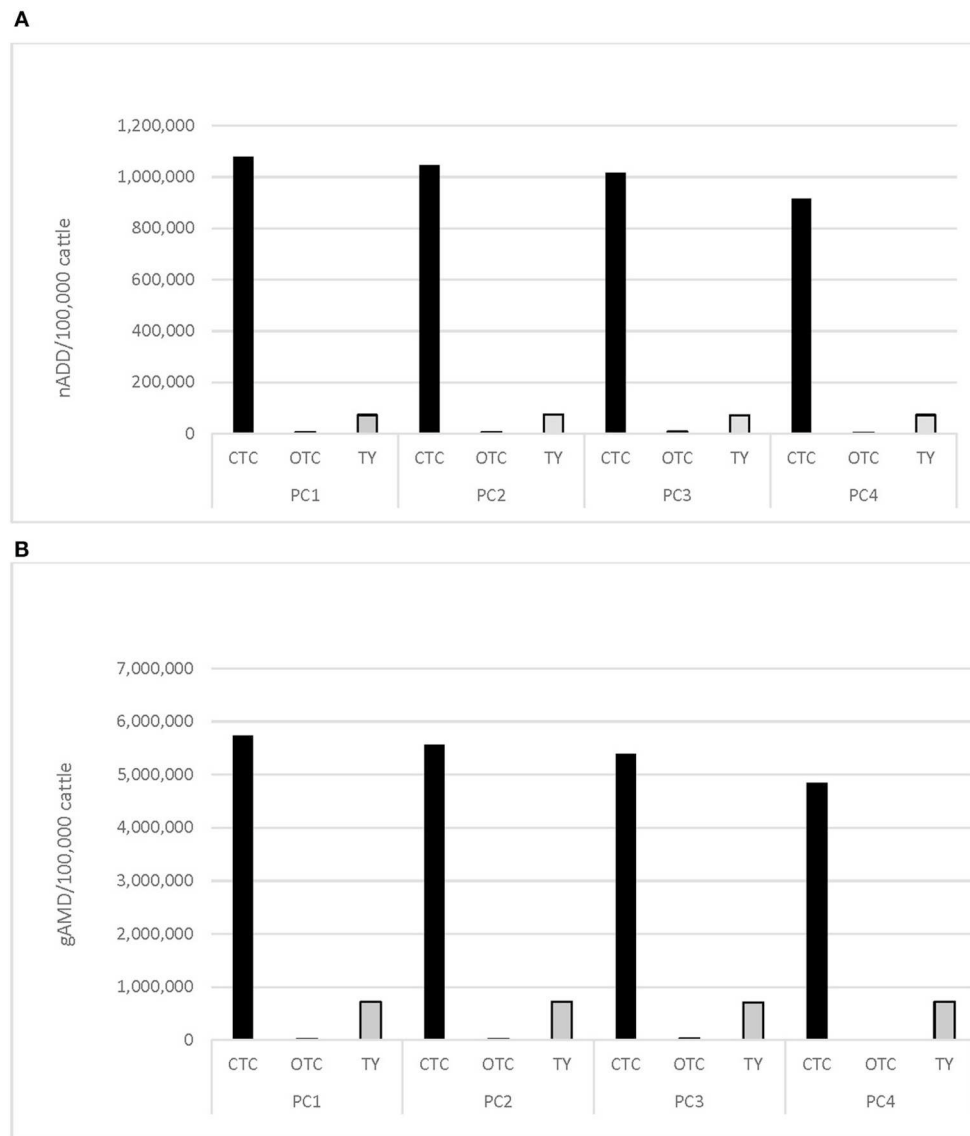 A
1,200,000
1,000,000
800,000
600,000
400,000
200,000
0
nADD/100,000 cattle
CTC OTC TY CTC OTC TY CTC OTC TY CTC OTC TY
PC1 PC2 PC3 PC4
B
7,000,000
6,000,000
5,000,000
4,000,000
3,000,000
2,000,000
1,000,000
0
gAMD/100,000 cattle
CTC OTC TY CTC OTC TY CTC OTC TY CTC OTC TY
PC1 PC2 PC3 PC4